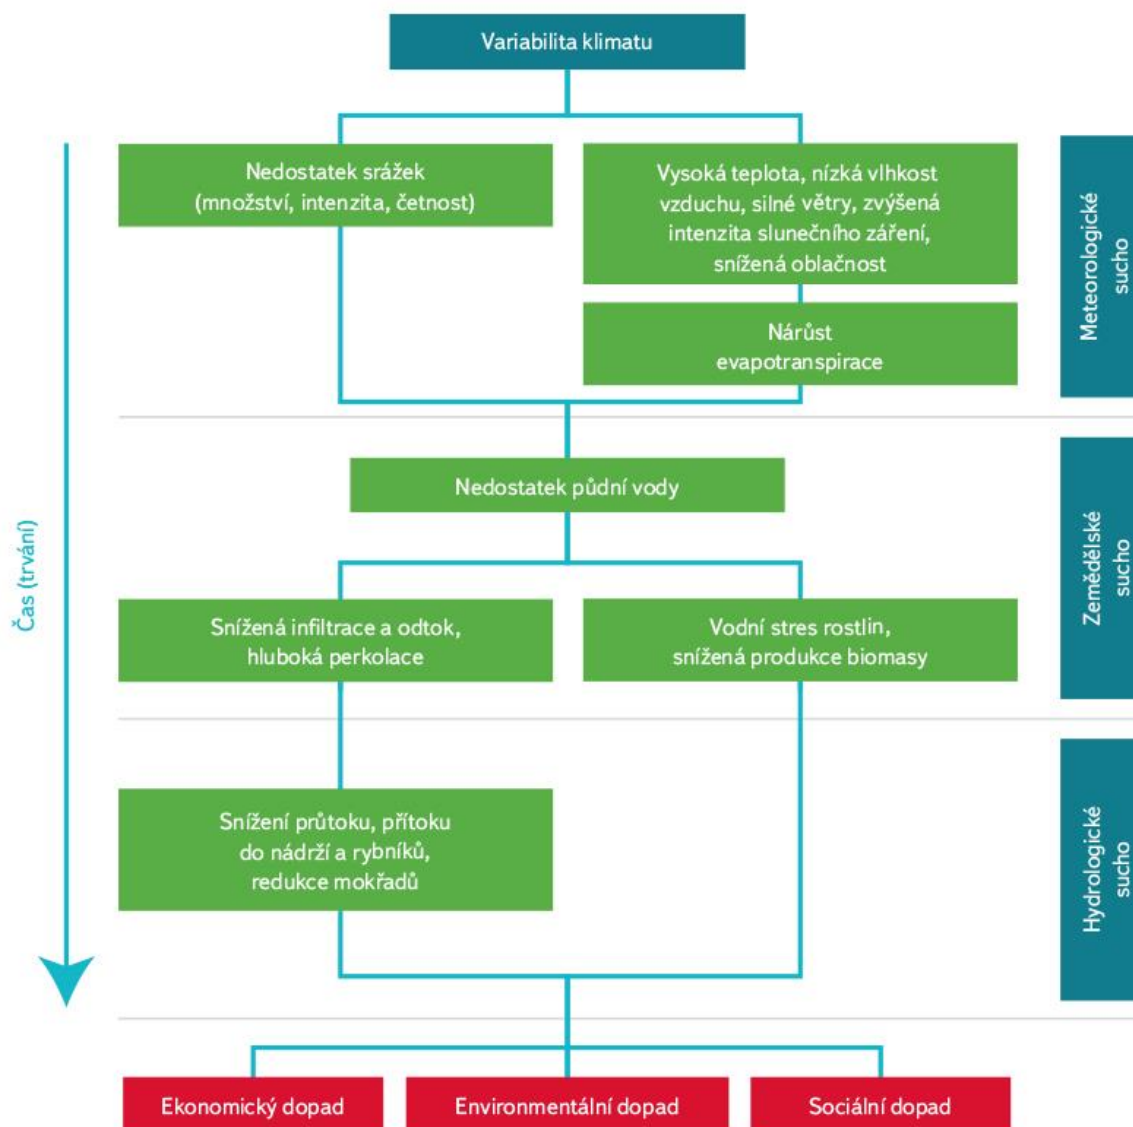 Variabilita klimatu
Nedostatek srážek
(množství, intenzita, četnost)
Vysoká teplota, nízká vlhkost
vzduchu, silné větry, zvýšená
intenzita slunečního záření,
snížená oblačnost
Nárůst
evapotranspirace
Meteorologické
sucho
Nedostatek půdní vody
Čas (trvání)
Snížená infiltrace a odtok,
hluboká perkolace
Vodní stres rostlin,
snížená produkce biomasy
Zemědělské
sucho
Snížení průtoku, přítoku
do nádrží a rybníků,
redukce mokřadů
Hydrologické
sucho
Ekonomický dopad
Environmentální dopad
Sociální dopad